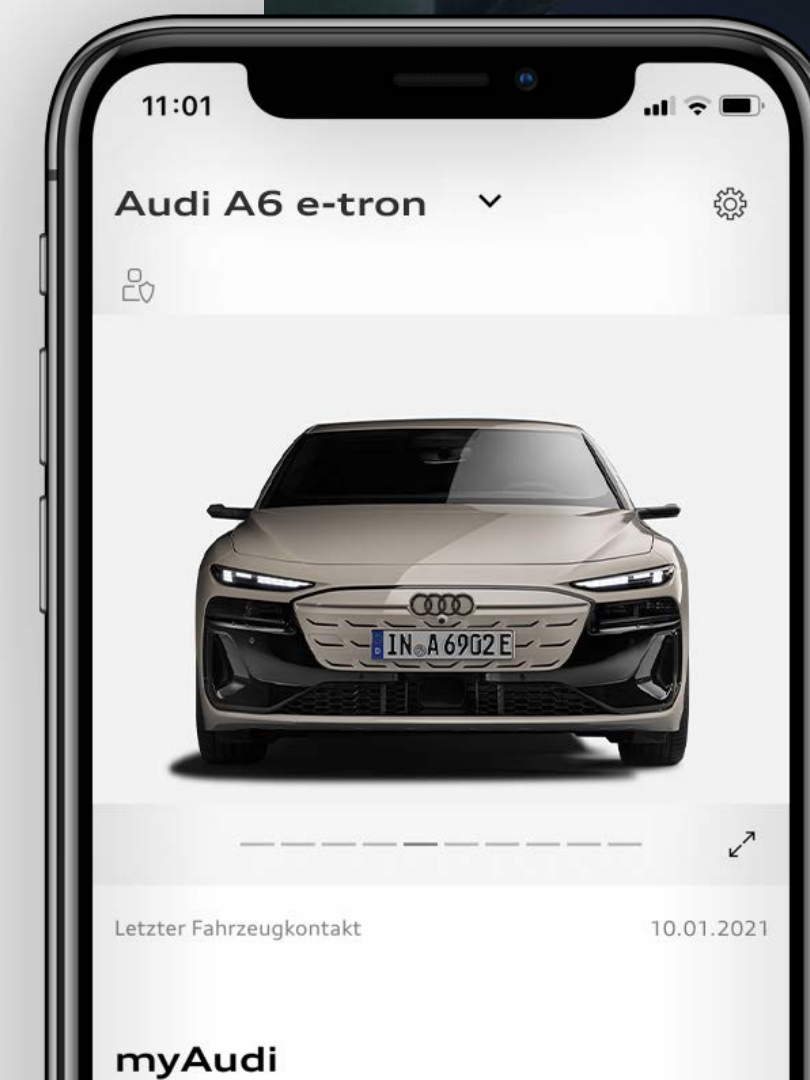 11:01
Audi A6 e-tron
IN A 6902 E
Letzter Fahrzeugkontakt 10.01.2021
myAudi